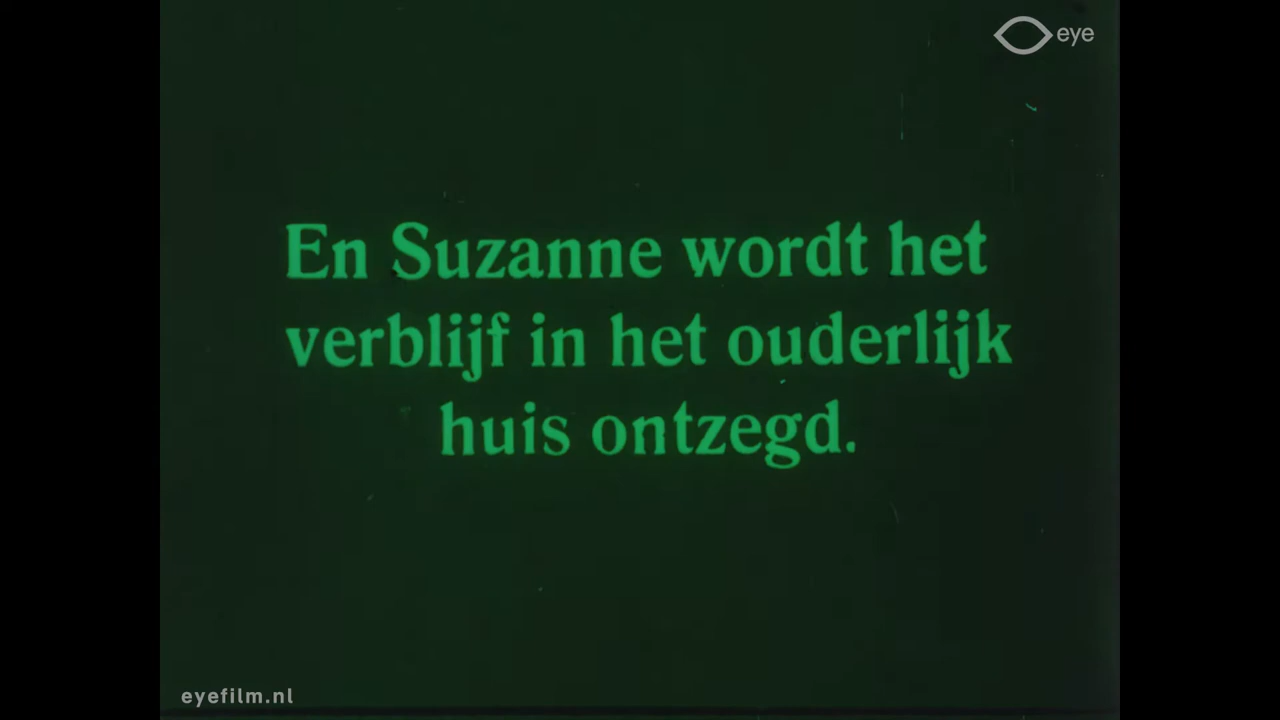 eye
En Suzanne wordt het
verblijf in het ouderlijk
huis ontzegd.
eyefilm.nl